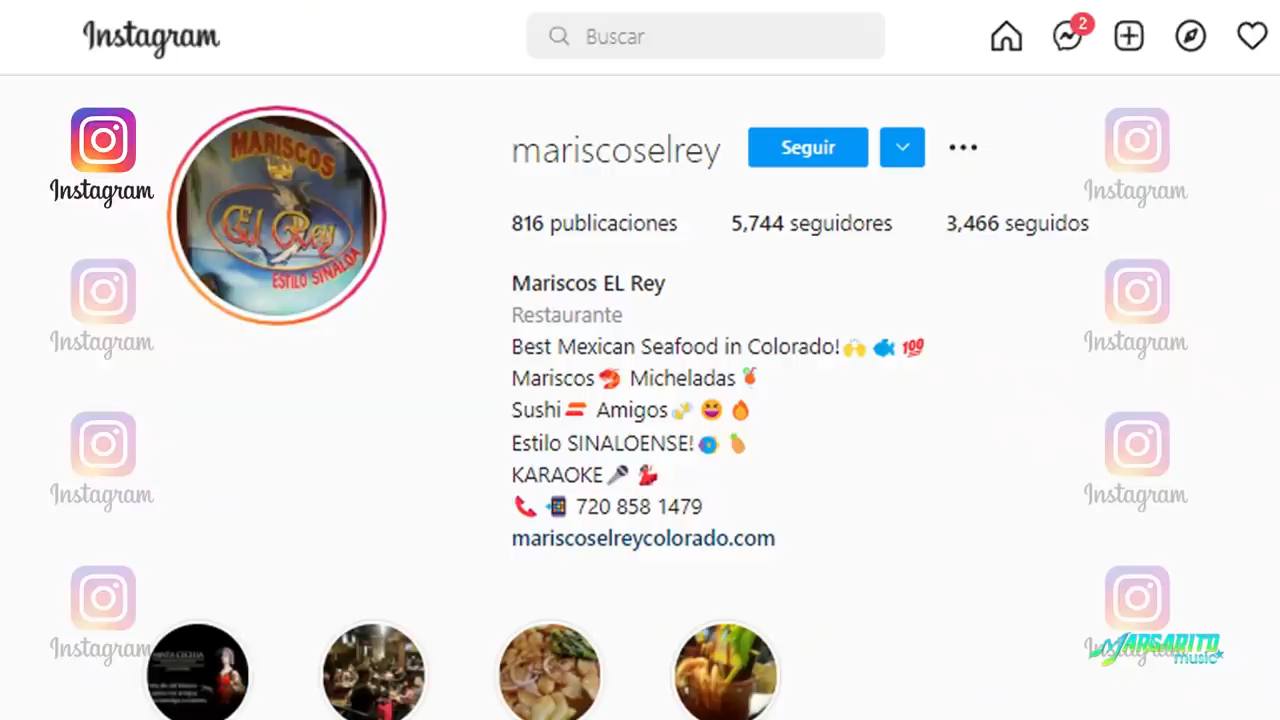 Instagram
Buscar
2
Instagram
Instagram
Instagram
Instagram
MARISCOS
El Rey
ESTILO SINALOA
mariscoselrey
Seguir
816 publicaciones 5,744 seguidores 3,466 seguidos
Mariscos EL Rey
Restaurante
Best Mexican Seafood in Colorado!🙌 🐟 💯
Mariscos🦐 Micheladas🍹
Sushi🥓 Amigos🍻 😆 🔥
Estilo SINALOENSE!🍍
KARAOKE🎤 💃
📞 📲 720 858 1479
mariscoselreycolorado.com
Instagram
Instagram
Instagram
Instagram
MARGARITO
music